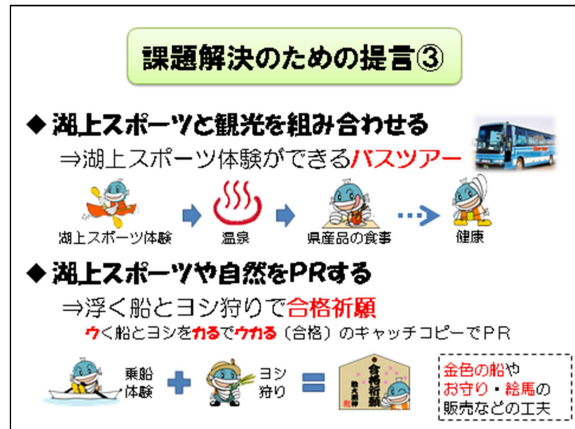 課題解決のための提言③
◆ 湖上スポーツと観光を組み合わせる
⇒湖上スポーツ体験ができるバスツアー
湖上スポーツ体験
温泉
県産品の食事
健康
◆ 湖上スポーツや自然をPRする
⇒浮く船とヨシ狩りで合格祈願
ウく船とヨシをカるでウカる（合格）のキャッチコピーでPR
乗船
体験
ヨシ
狩り
合格祈願
金色の船や
お守り・絵馬の
販売などの工夫